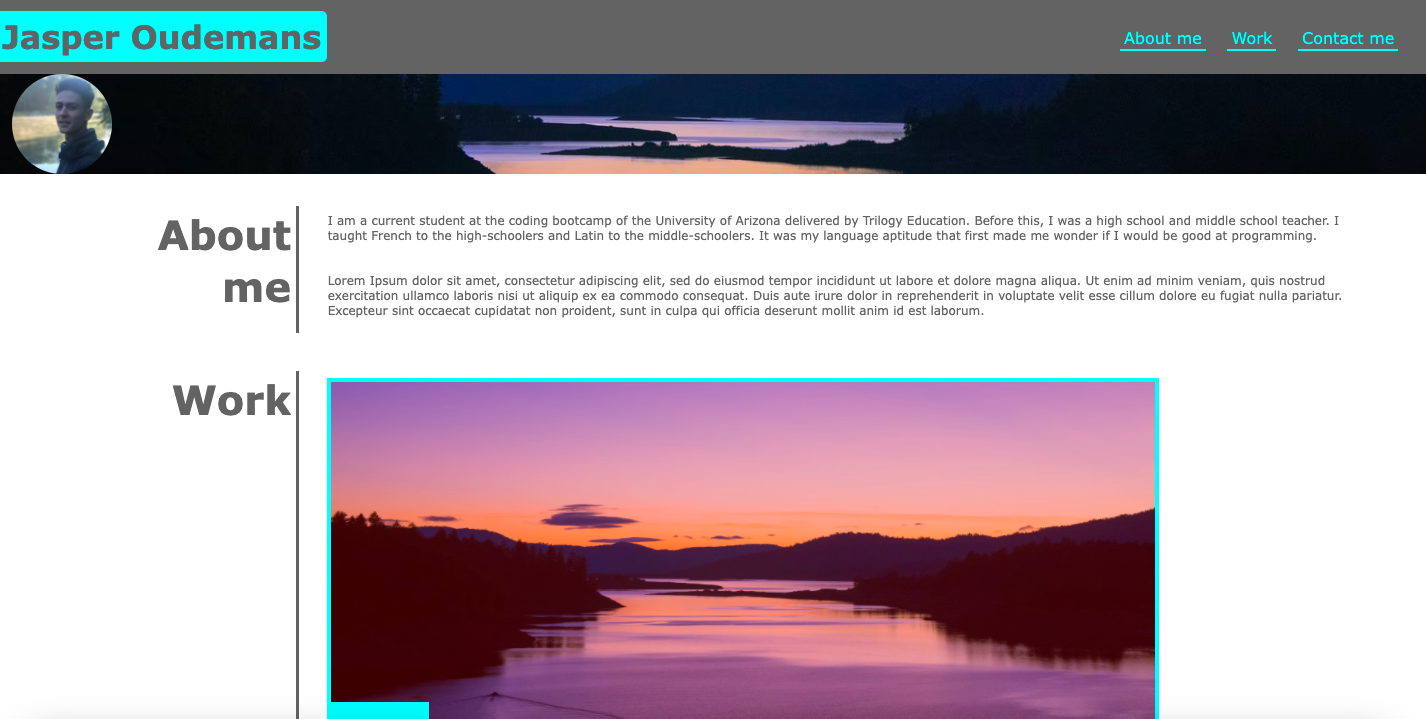 Jasper Oudemans
About me Work Contact me
About
me
I am a current student at the coding bootcamp of the University of Arizona delivered by Trilogy Education. Before this, I was a high school and middle school teacher. I
taught French to the high-schoolers and Latin to the middle-schoolers. It was my language aptitude that first made me wonder if I would be good at programming.
Lorem Ipsum dolor sit amet, consectetur adipiscing elit, sed do eiusmod tempor incididunt ut labore et dolore magna aliqua. Ut enim ad minim veniam, quis nostrud
exercitation ullamco laboris nisi ut aliquip ex ea commodo consequat. Duis aute irure dolor in reprehenderit in voluptate velit esse cillum dolore eu fugiat nulla pariatur.
Excepteur sint occaecat cupidatat non proident, sunt in culpa qui officia deserunt mollit anim id est laborum.
Work